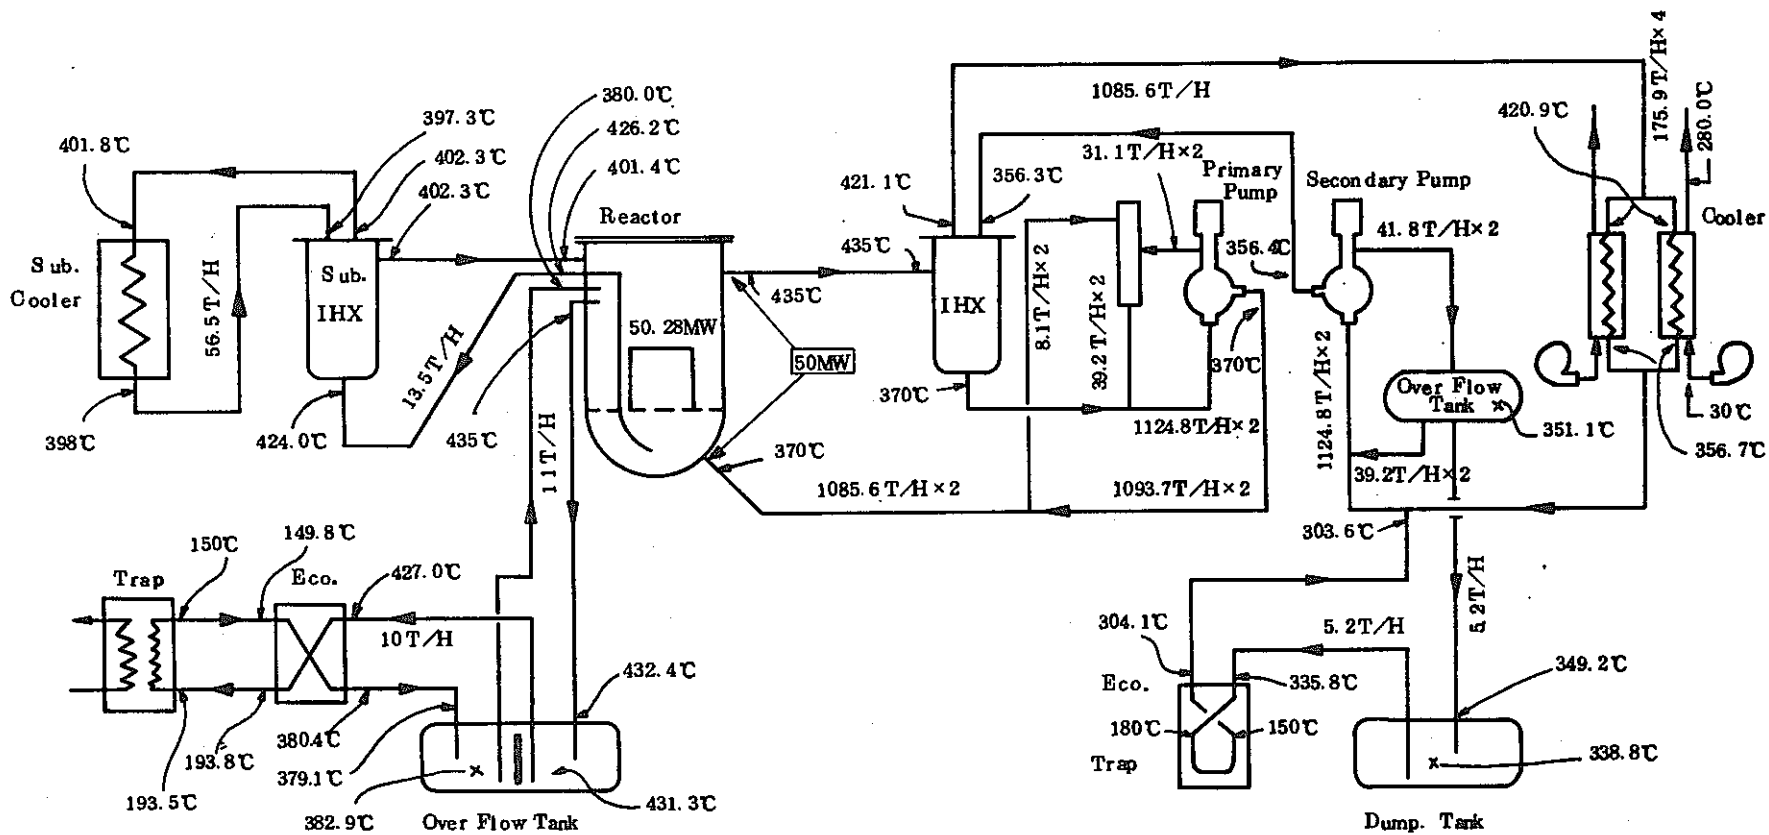 401.8℃
397.3℃
402.3℃
402.3℃
Sub.
Cooler
56.5T/H
Sub.
IHX
398℃
424.0℃
13.5T/H
380.0℃
426.2℃
401.4℃
Reactor
50.28MW
435℃
11T/H
435℃
50MW
370℃
1085.6T/H×2
1093.7T/H×2
1085.6T/H
31.1T/H×2
421.1℃
356.3℃
435℃
IHX
370℃
8.1T/H×2
39.2T/H×2
Primary
Pump
370℃
1124.8T/H×2
Secondary Pump
356.4℃
41.8T/H×2
1124.8T/H×2
Over Flow
Tank
351.1℃
39.2T/H×2
175.9T/H×4
420.9℃
280.0℃
Cooler
30℃
356.7℃
303.6℃
5.2T/H
5.2T/H
304.1℃
335.8℃
349.2℃
Eco.
180℃
150℃
Trap
338.8℃
Dump. Tank
150℃
149.8℃
Trap
Eco.
427.0℃
10T/H
432.4℃
193.5℃
193.8℃
380.4℃
379.1℃
382.9℃
431.3℃
Over Flow Tank